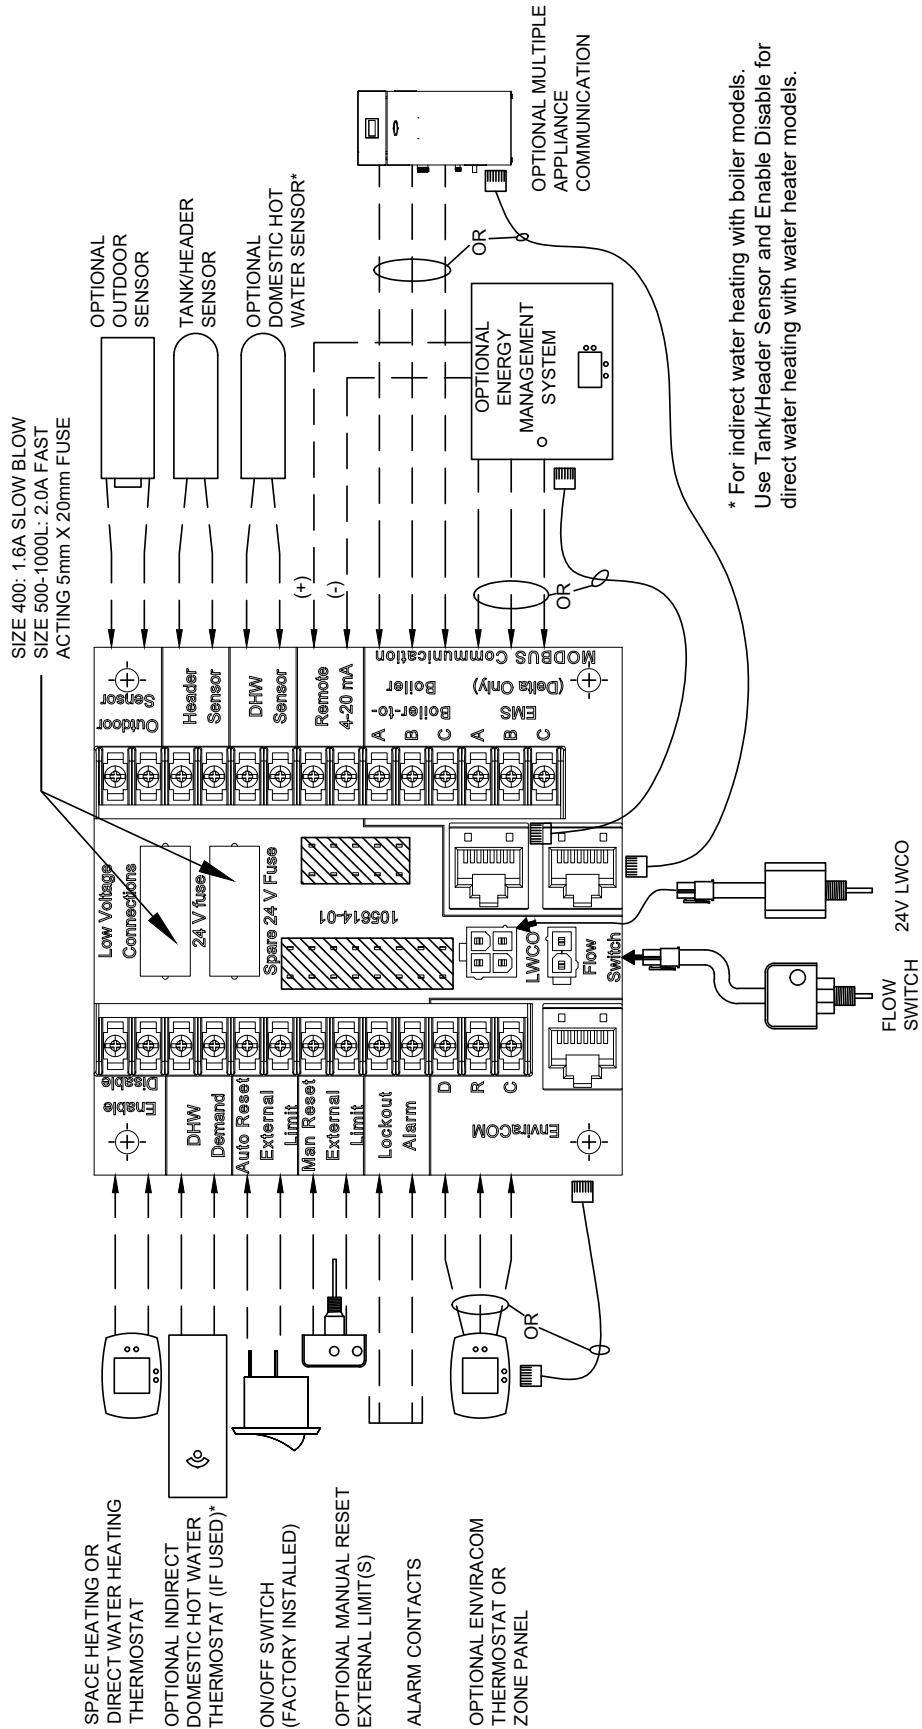 SIZE 400: 1.6A SLOW BLOW
SIZE 500-1000L: 2.0A FAST
ACTING 5mm X 20mm FUSE
SPACE HEATING OR
DIRECT WATER HEATING
THERMOSTAT
OPTIONAL INDIRECT
DOMESTIC HOT WATER
THERMOSTAT (IF USED)*
ON/OFF SWITCH
(FACTORY INSTALLED)
OPTIONAL MANUAL RESET
EXTERNAL LIMIT(S)
ALARM CONTACTS
OPTIONAL ENVIRACOM
THERMOSTAT OR
ZONE PANEL
OR
Enable
Disable
DHW
Demand
Auto Reset
External
Limit
Man Reset
External
Limit
Lockout
Alarm
EnviraCOM
D
R
C
Low Voltage
Connections
24 V fuse
Spare 24 V Fuse
105614-01
LWCO
Flow
Switch
FLOW
SWITCH
24V LWCO
Outdoor
Sensor
Header
Sensor
DHW
Sensor
Remote
4-20 mA
Boiler-to-
Boiler
A
B
C
EMS
(Delta Only)
A
B
C
MODBUS Communication
OPTIONAL
OUTDOOR
SENSOR
TANK/HEADER
SENSOR
OPTIONAL
DOMESTIC HOT
WATER SENSOR*
(+)
(-)
OR
OPTIONAL
ENERGY
MANAGEMENT
SYSTEM
OR
OPTIONAL MULTIPLE
APPLIANCE
COMMUNICATION
* For indirect water heating with boiler models.
Use Tank/Header Sensor and Enable Disable for
direct water heating with water heater models.